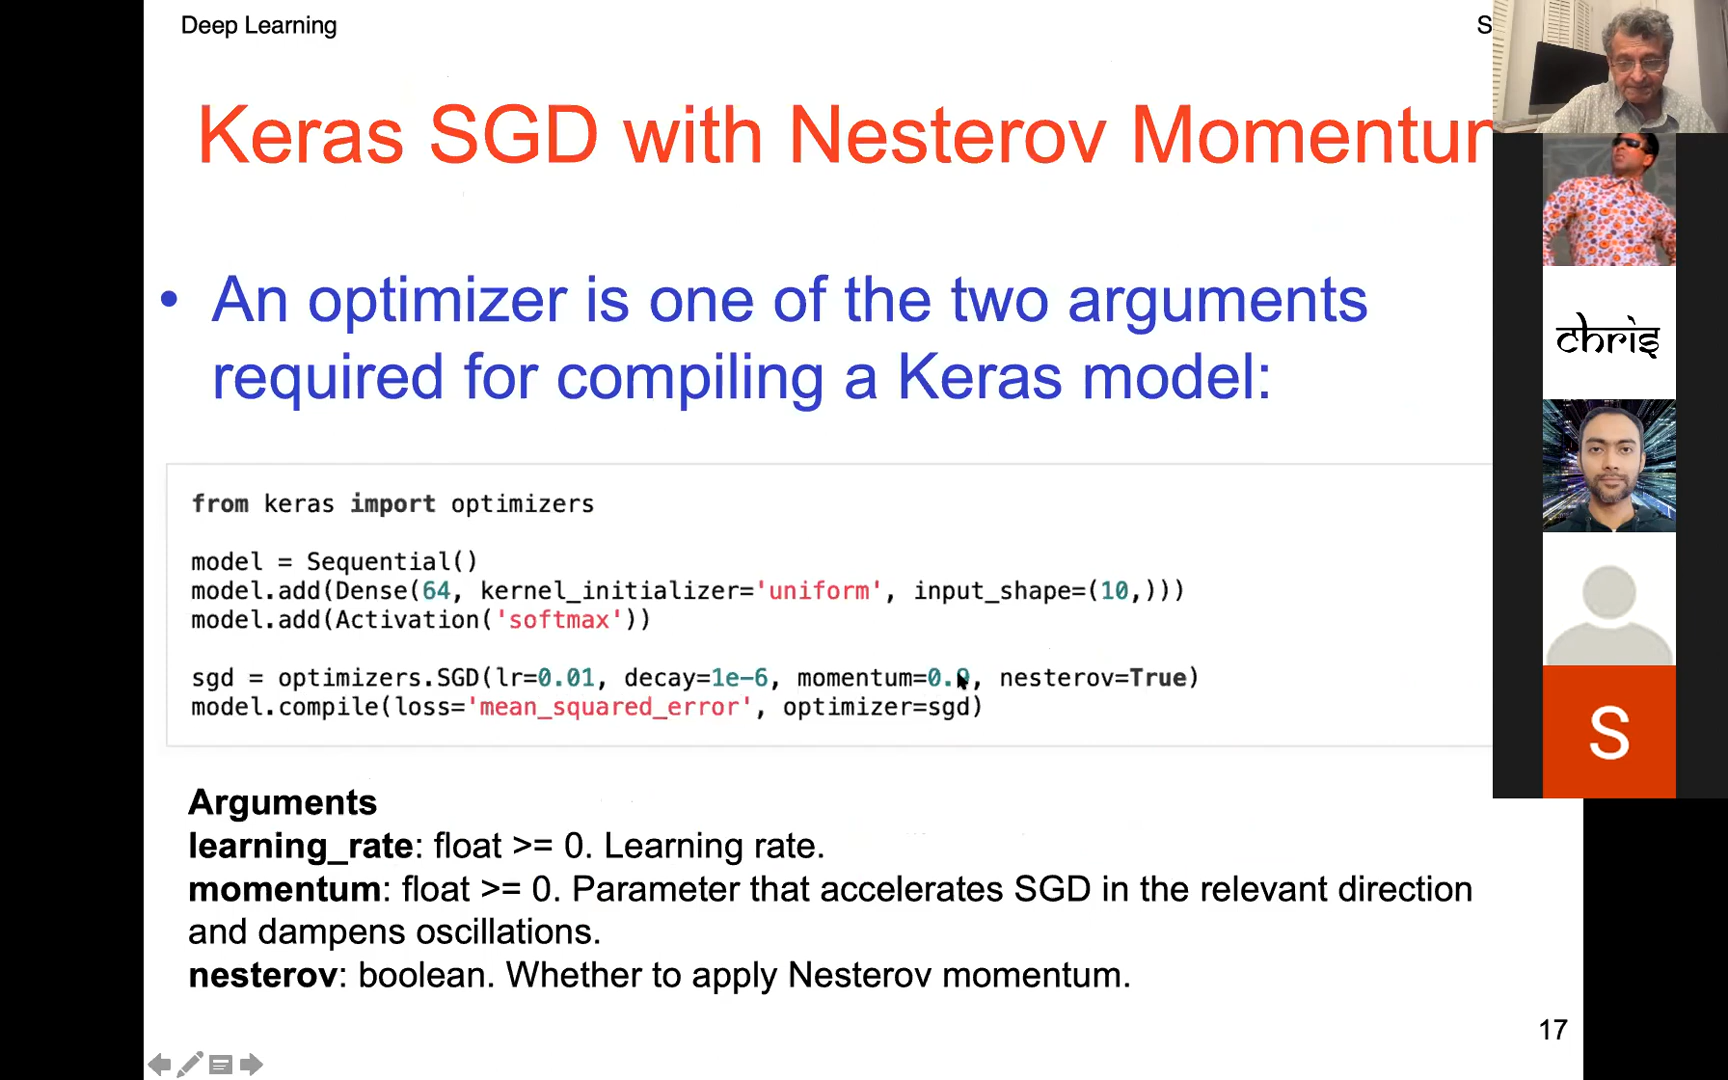 Deep Learning
S
Keras SGD with Nesterov Momentum
• An optimizer is one of the two arguments
required for compiling a Keras model:
chris
from keras import optimizers
model = Sequential()
model.add(Dense(64, kernel_initializer='uniform', input_shape=(10,)))
model.add(Activation('softmax'))
sgd = optimizers.SGD(lr=0.01, decay=1e-6, momentum=0.9, nesterov=True)
model.compile(loss='mean_squared_error', optimizer=sgd)
S
Arguments
learning_rate: float >= 0. Learning rate.
momentum: float >= 0. Parameter that accelerates SGD in the relevant direction
and dampens oscillations.
nesterov: boolean. Whether to apply Nesterov momentum.
17